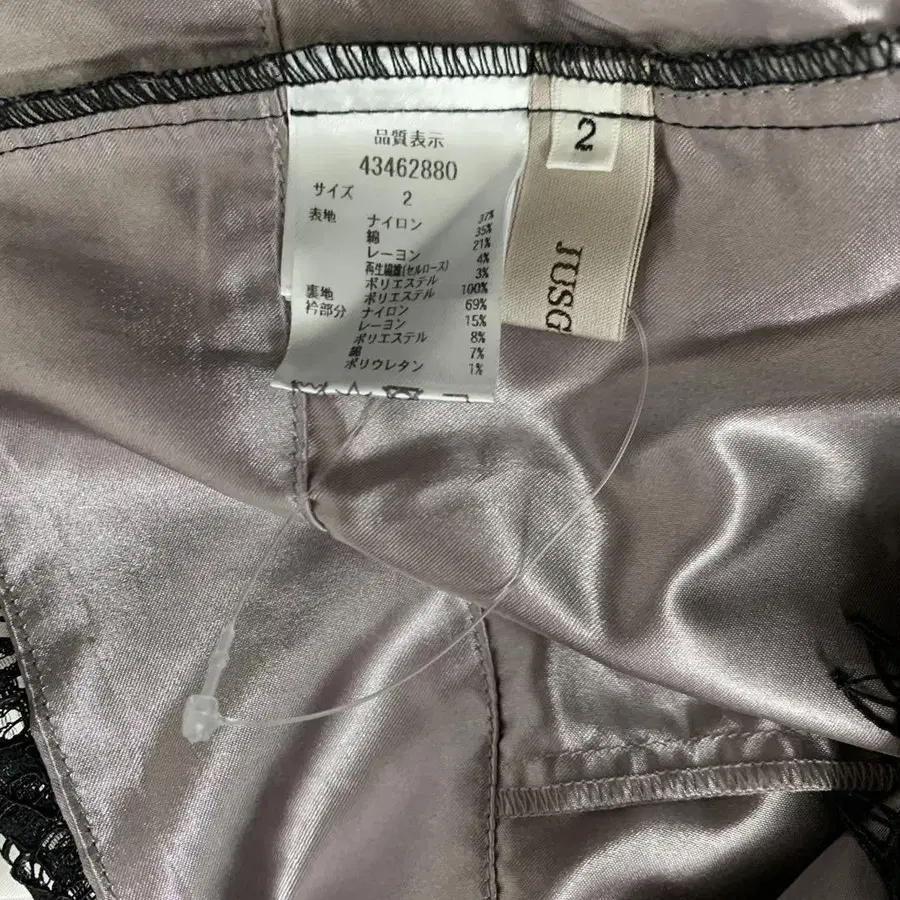 品質表示
43462880
サイズ 2
表地 ナイロン 37%
綿 35%
レーヨン 21%
再生繊維(セルロース) 4%
ポリエステル 3%
裏地 ポリエステル 100%
衿部分 ナイロン 69%
レーヨン 15%
ポリエステル 8%
綿 7%
ポリウレタン 1%
2
JUSG